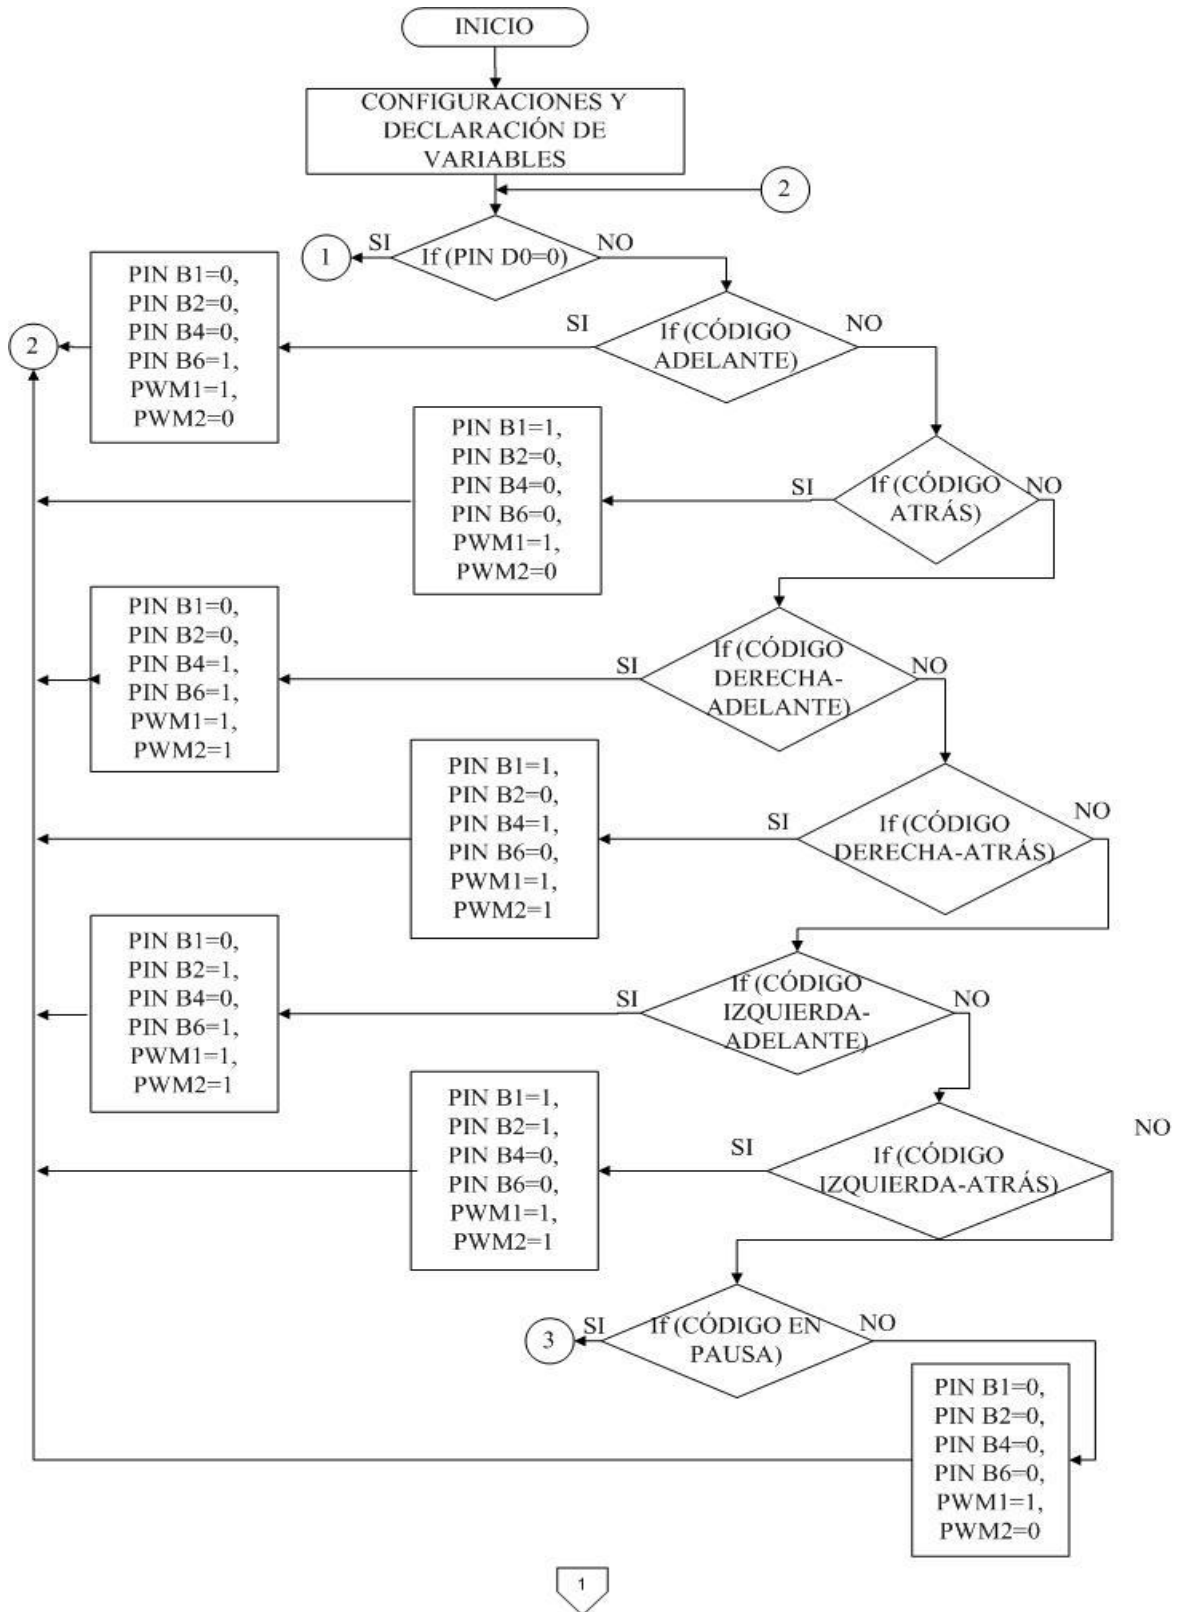 INICIO
CONFIGURACIONES Y
DECLARACIÓN DE
VARIABLES
2
1
SI
If (PIN D0=0)
NO
PIN B1=0,
PIN B2=0,
PIN B4=0,
PIN B6=1,
PWM1=1,
PWM2=0
2
SI
If (CÓDIGO
ADELANTE)
NO
PIN B1=1,
PIN B2=0,
PIN B4=0,
PIN B6=0,
PWM1=1,
PWM2=0
SI
If (CÓDIGO
ATRÁS)
NO
PIN B1=0,
PIN B2=0,
PIN B4=1,
PIN B6=1,
PWM1=1,
PWM2=1
SI
If (CÓDIGO
DERECHA-
ADELANTE)
NO
PIN B1=1,
PIN B2=0,
PIN B4=1,
PIN B6=0,
PWM1=1,
PWM2=1
SI
If (CÓDIGO
DERECHA-ATRÁS)
NO
PIN B1=0,
PIN B2=1,
PIN B4=0,
PIN B6=1,
PWM1=1,
PWM2=1
SI
If (CÓDIGO
IZQUIERDA-
ADELANTE)
NO
PIN B1=1,
PIN B2=1,
PIN B4=0,
PIN B6=0,
PWM1=1,
PWM2=1
SI
If (CÓDIGO
IZQUIERDA-ATRÁS)
NO
3
SI
If (CÓDIGO EN
PAUSA)
NO
PIN B1=0,
PIN B2=0,
PIN B4=0,
PIN B6=0,
PWM1=1,
PWM2=0
1